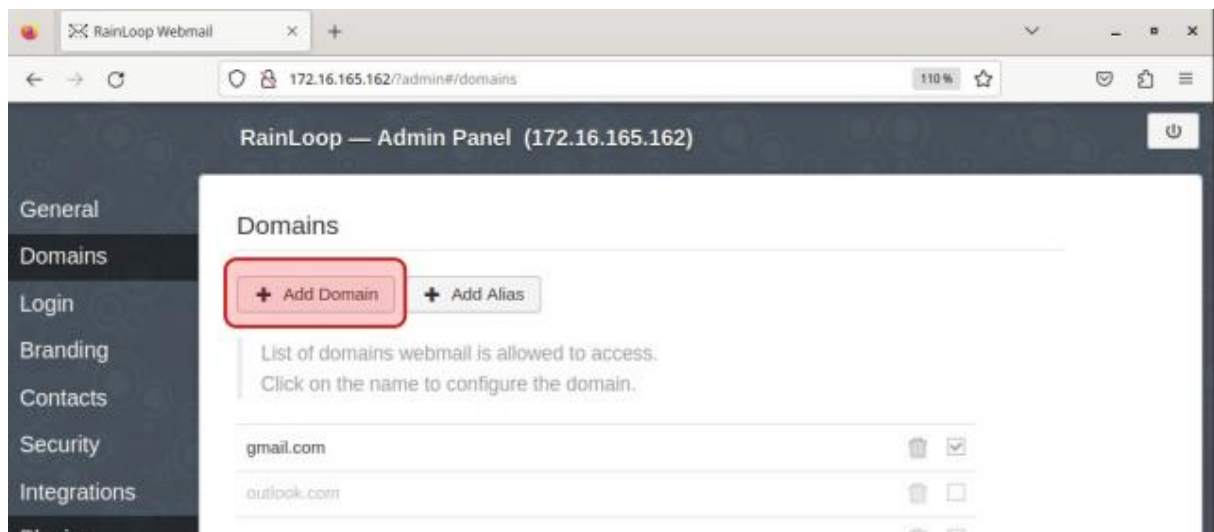 RainLoop Webmail
172.16.165.162/?admin#/domains
110%
RainLoop — Admin Panel (172.16.165.162)
General
Domains
Login
Branding
Contacts
Security
Integrations
Domains
+ Add Domain
+ Add Alias
List of domains webmail is allowed to access.
Click on the name to configure the domain.
gmail.com
outlook.com